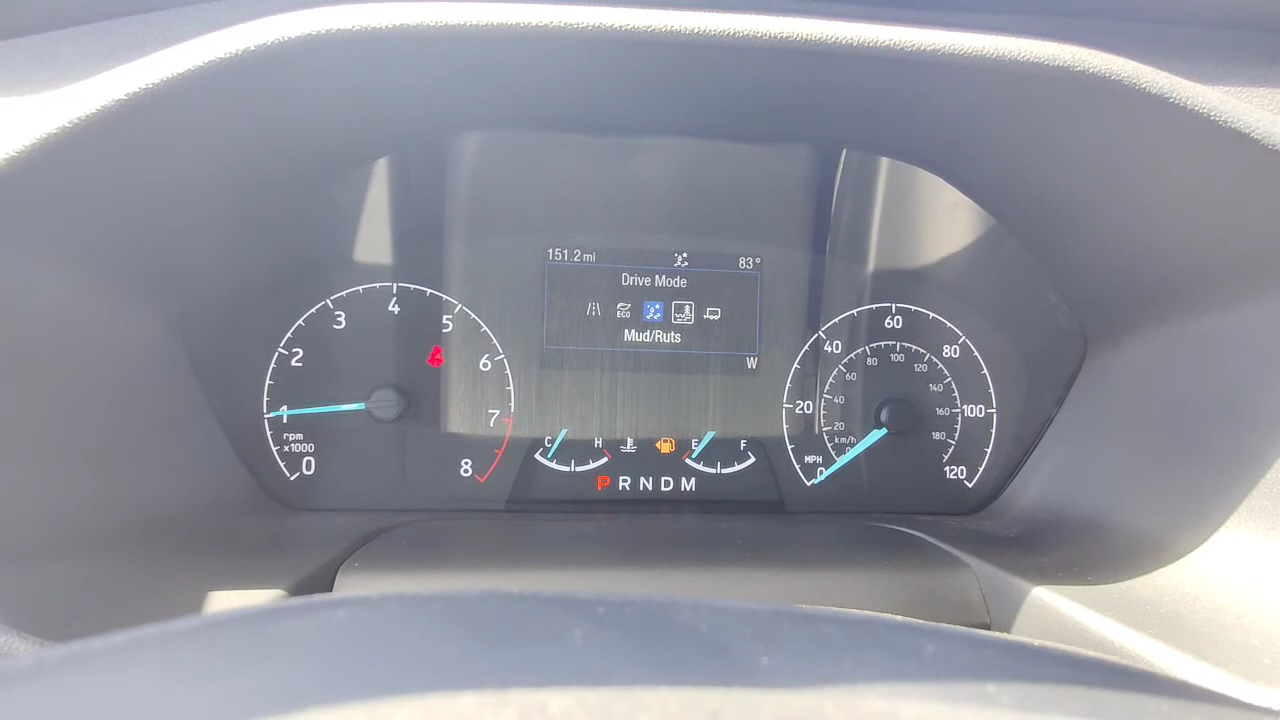 151.2 mi 83°
Drive Mode
ECO
Mud/Ruts
W
0 1 2 3 4 5 6 7 8
rpm
x1000
C H
E F
P R N D M
0 20 40 60 80 100 120
MPH
km/h
20 40 60 80 100 120 140 160 180